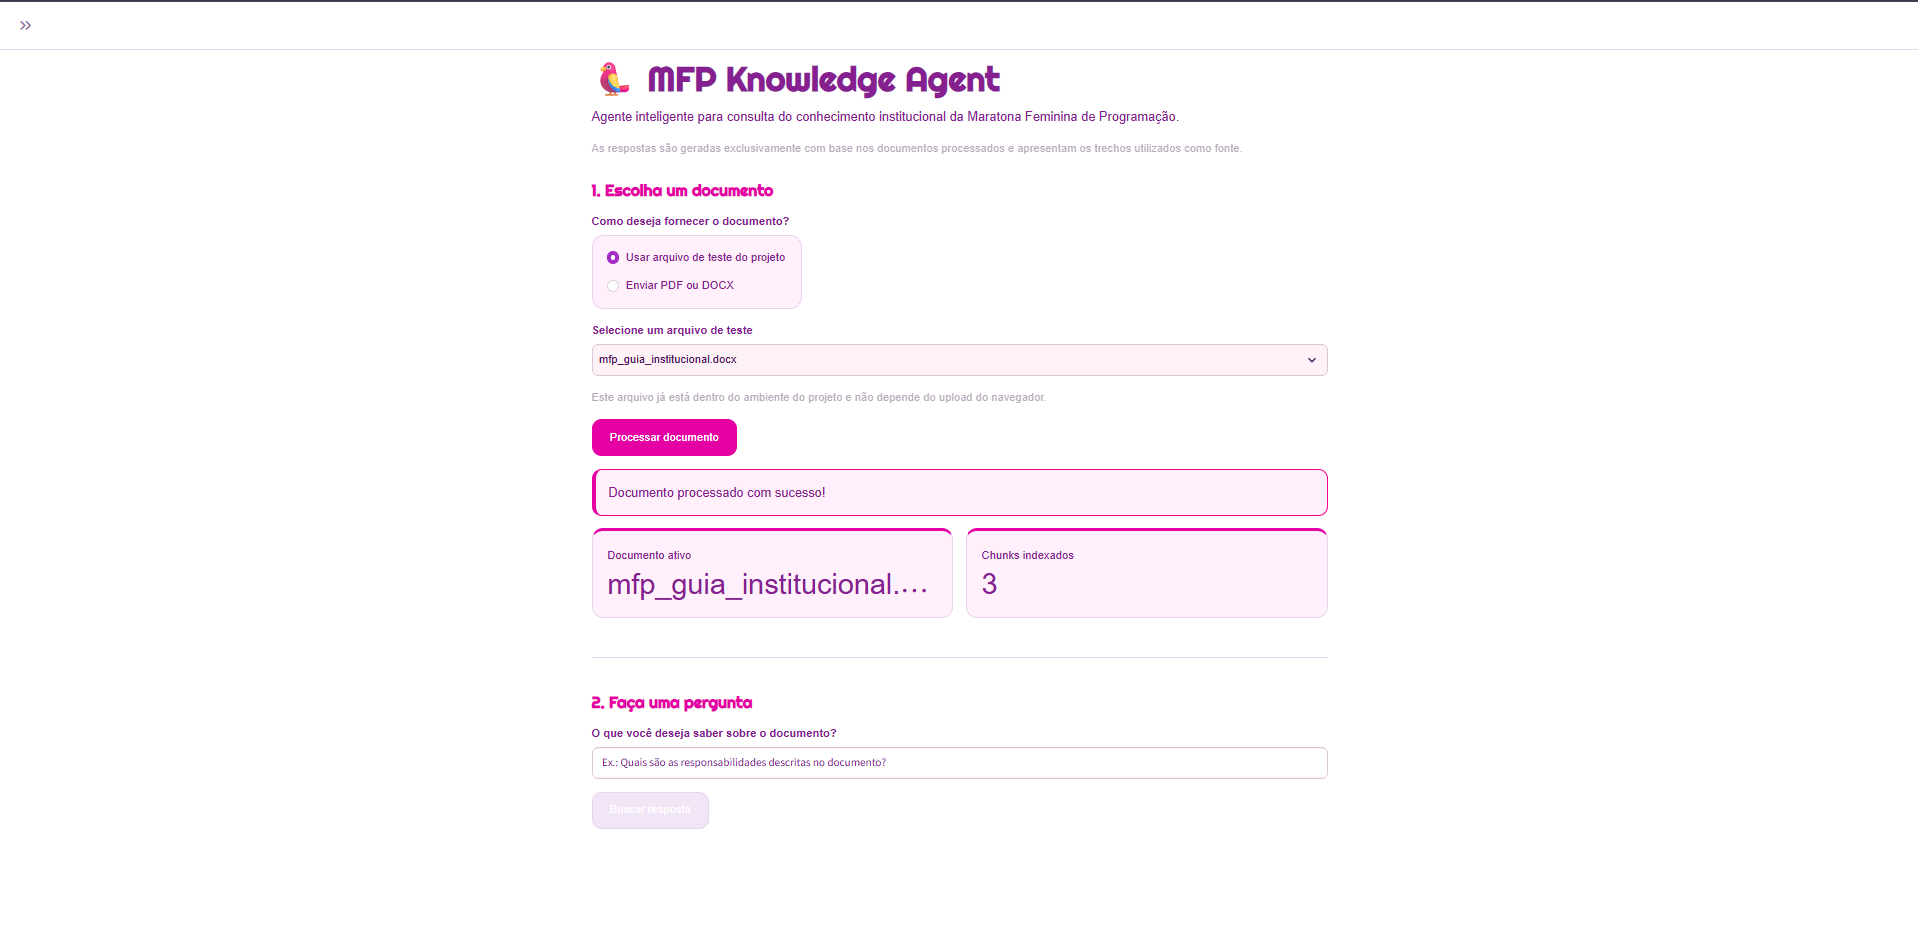 MFP Knowledge Agent
Agente inteligente para consulta do conhecimento institucional da Maratona Feminina de Programação.
As respostas são geradas exclusivamente com base nos documentos processados e apresentam os trechos utilizados como fonte.
1. Escolha um documento
Como deseja fornecer o documento?
Usar arquivo de teste do projeto
Enviar PDF ou DOCX
Selecione um arquivo de teste
mfp_guia_institucional.docx
Este arquivo já está dentro do ambiente do projeto e não depende do upload do navegador.
Processar documento
Documento processado com sucesso!
Documento ativo
mfp_guia_institucional.…
Chunks indexados
3
2. Faça uma pergunta
O que você deseja saber sobre o documento?
Ex.: Quais são as responsabilidades descritas no documento?
Buscar resposta